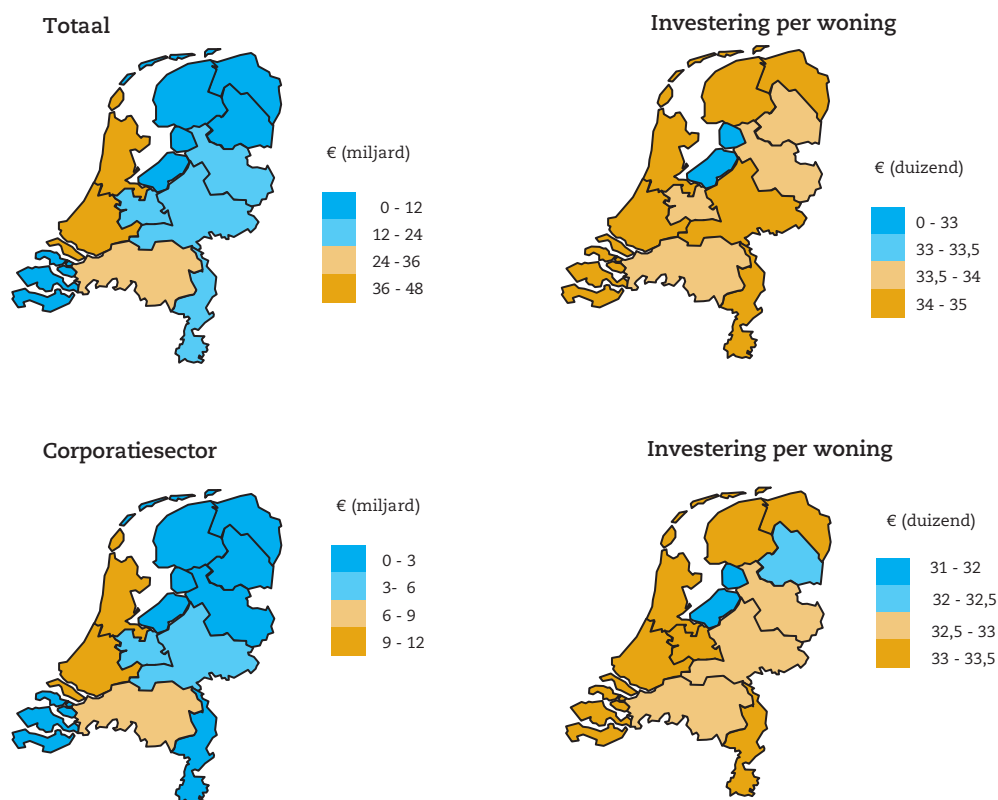 Totaal
€ (miljard)
0 - 12
12 - 24
24 - 36
36 - 48
Investering per woning
€ (duizend)
0 - 33
33 - 33,5
33,5 - 34
34 - 35
Corporatiesector
€ (miljard)
0 - 3
3- 6
6 - 9
9 - 12
Investering per woning
€ (duizend)
31 - 32
32 - 32,5
32,5 - 33
33 - 33,5